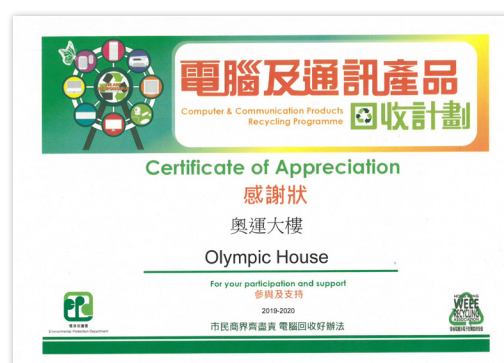 電腦及通訊產品
Computer & Communication Products
Recycling Programme
回收計劃
Certificate of Appreciation
感謝狀
奧運大樓
Olympic House
For your participation and support
參與及支持
2019-2020
市民商界齊盡責 電腦回收好辦法
環境保護署
Environmental Protection Department
WEEE
RECYCLING
ASSOCIATION